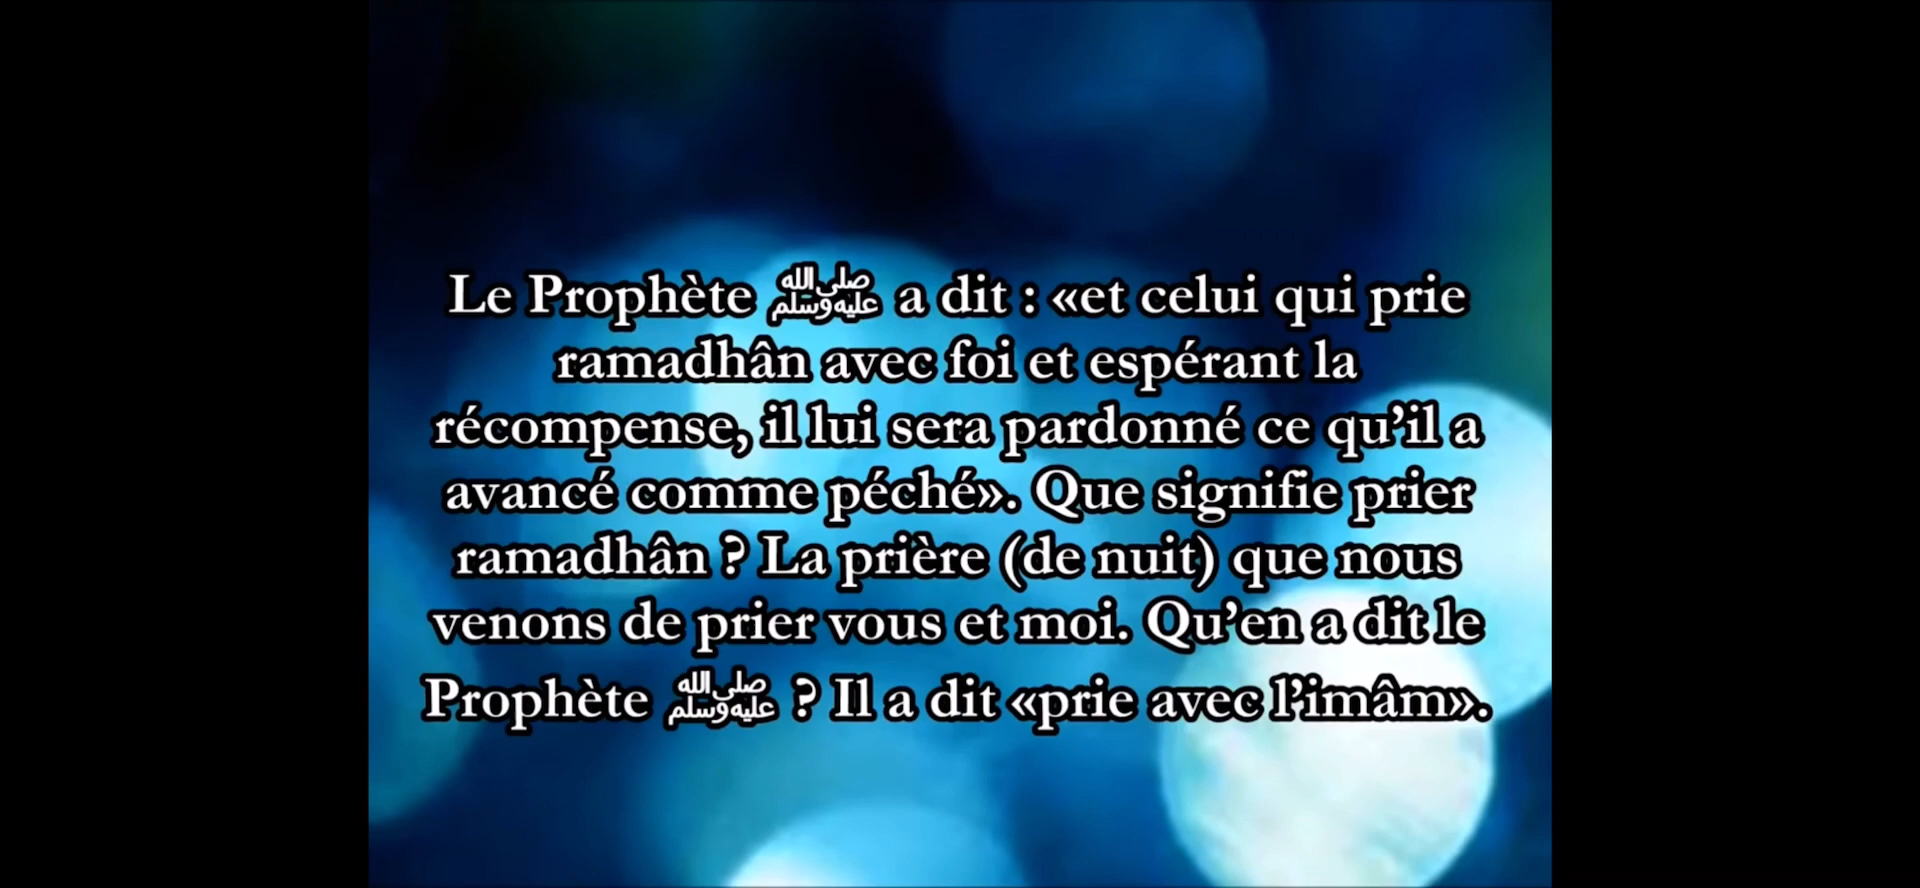 Le Prophète ﷺ a dit : «et celui qui prie
ramadhân avec foi et espérant la
récompense, il lui sera pardonné ce qu’il a
avancé comme péché». Que signifie prier
ramadhân ? La prière (de nuit) que nous
venons de prier vous et moi. Qu’en a dit le
Prophète ﷺ ? Il a dit «prie avec l’imâm».